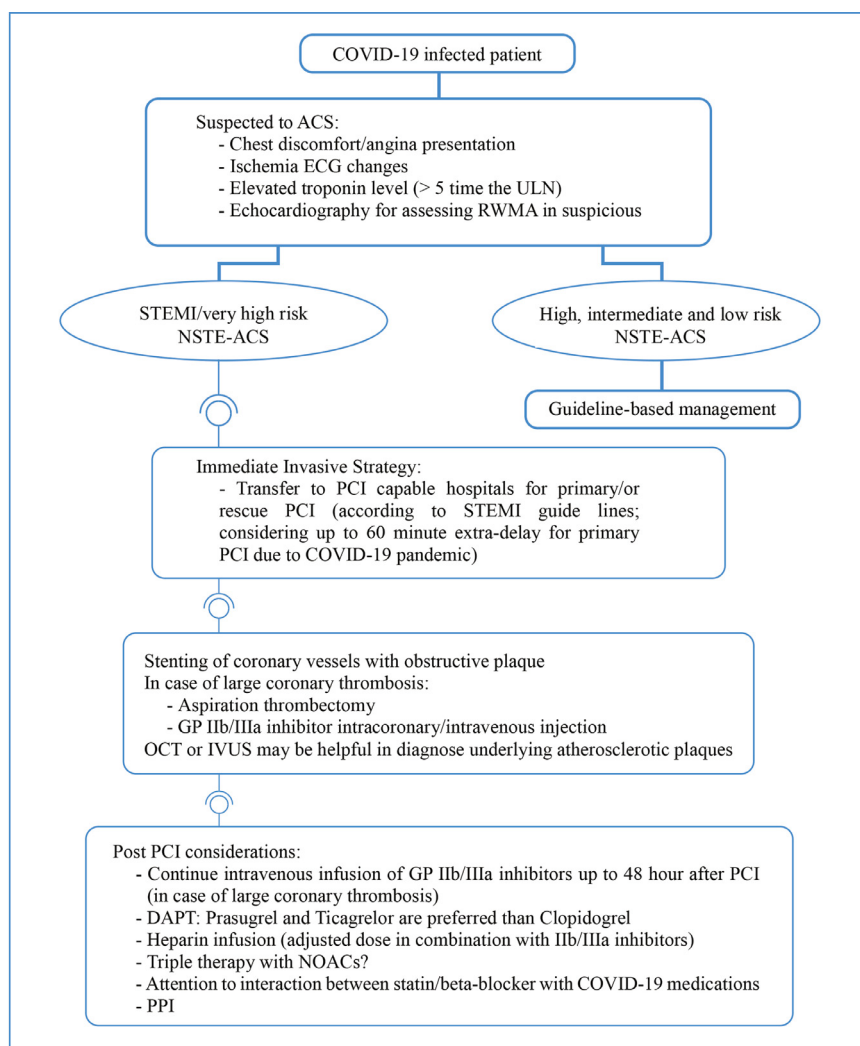 COVID-19 infected patient
Suspected to ACS:
- Chest discomfort/angina presentation
- Ischemia ECG changes
- Elevated troponin level (> 5 time the ULN)
- Echocardiography for assessing RWMA in suspicious
STEMI/very high risk
NSTE-ACS
High, intermediate and low risk
NSTE-ACS
Guideline-based management
Immediate Invasive Strategy:
- Transfer to PCI capable hospitals for primary/or
rescue PCI (according to STEMI guide lines;
considering up to 60 minute extra-delay for primary
PCI due to COVID-19 pandemic)
Stenting of coronary vessels with obstructive plaque
In case of large coronary thrombosis:
- Aspiration thrombectomy
- GP IIb/IIIa inhibitor intracoronary/intravenous injection
OCT or IVUS may be helpful in diagnose underlying atherosclerotic plaques
Post PCI considerations:
- Continue intravenous infusion of GP IIb/IIIa inhibitors up to 48 hour after PCI
(in case of large coronary thrombosis)
- DAPT: Prasugrel and Ticagrelor are preferred than Clopidogrel
- Heparin infusion (adjusted dose in combination with IIb/IIIa inhibitors)
- Triple therapy with NOACs?
- Attention to interaction between statin/beta-blocker with COVID-19 medications
- PPI